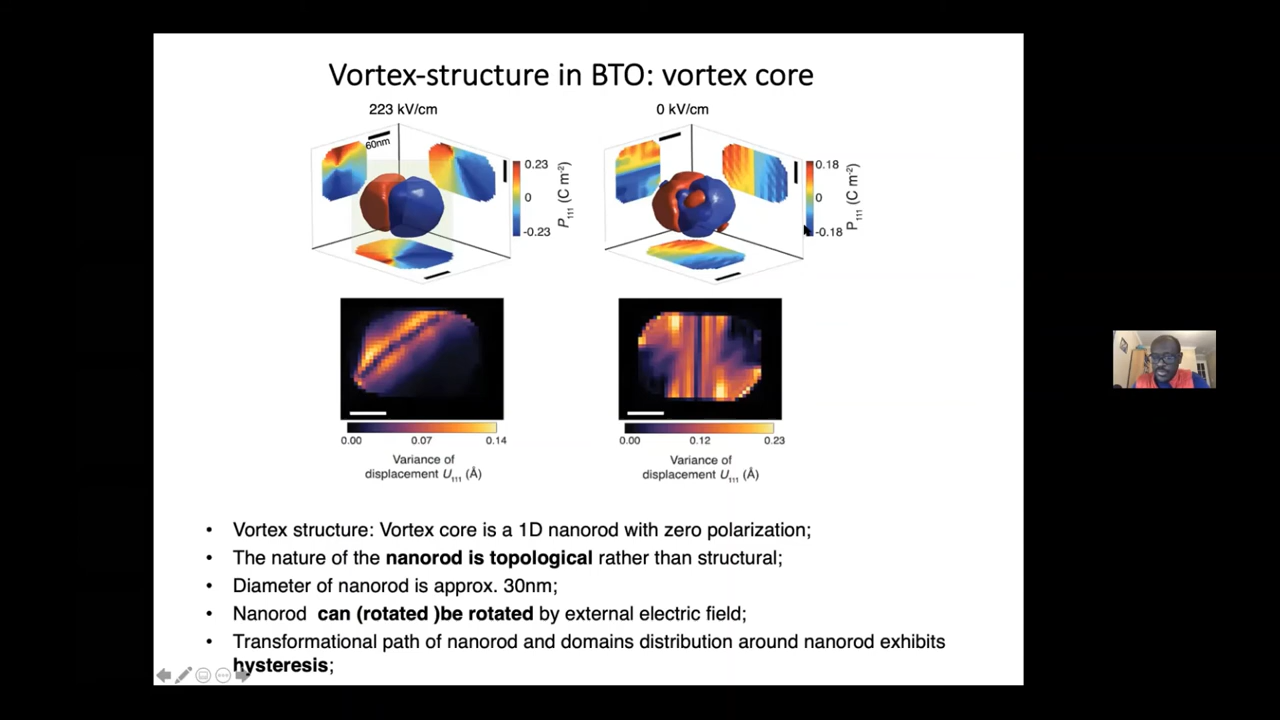 Vortex-structure in BTO: vortex core
223 kV/cm
0 kV/cm
60nm
0.23
0
-0.23
P111 (C m-2)
0.18
0
-0.18
P111 (C m-2)
0.00 0.07 0.14
Variance of
displacement U111 (Å)
0.00 0.12 0.23
Variance of
displacement U111 (Å)
• Vortex structure: Vortex core is a 1D nanorod with zero polarization;
• The nature of the nanorod is topological rather than structural;
• Diameter of nanorod is approx. 30nm;
• Nanorod can (rotated )be rotated by external electric field;
• Transformational path of nanorod and domains distribution around nanorod exhibits
hysteresis;